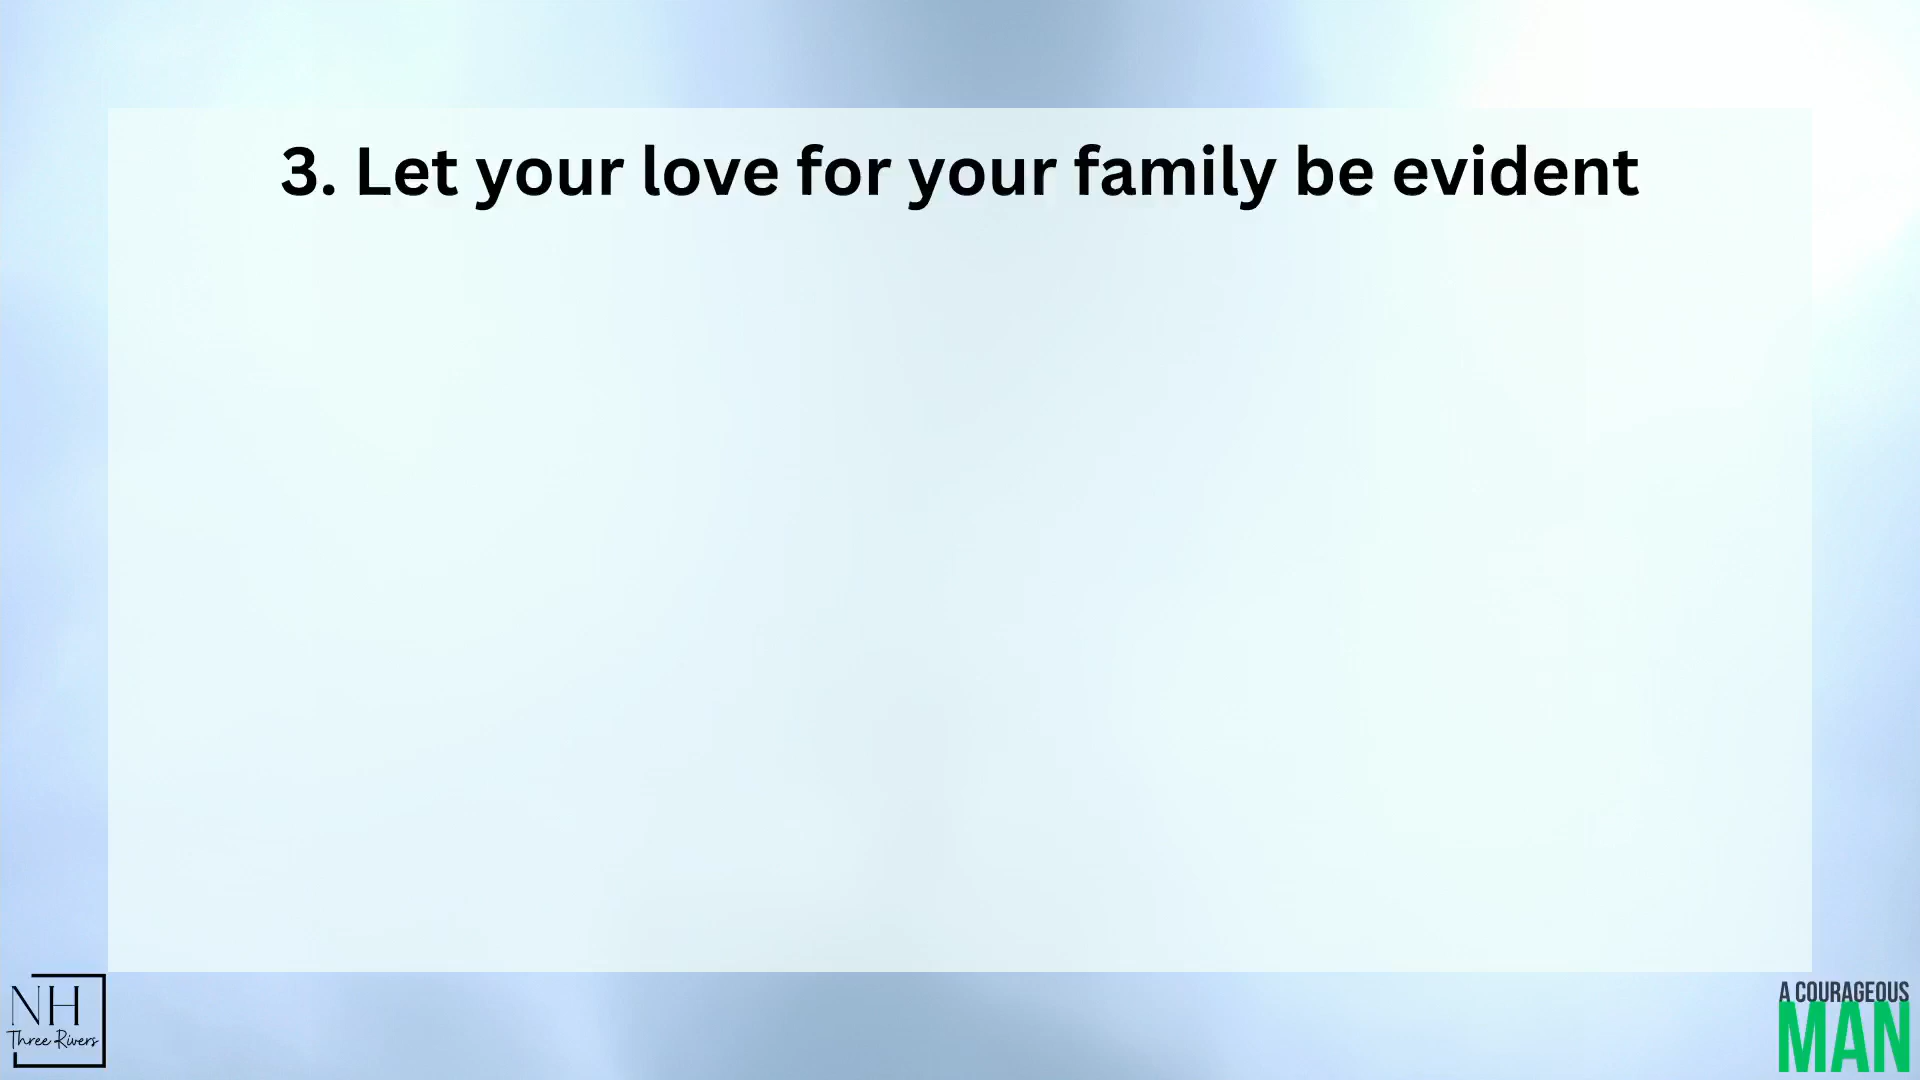 3. Let your love for your family be evident
NH
Three Rivers
A COURAGEOUS
MAN